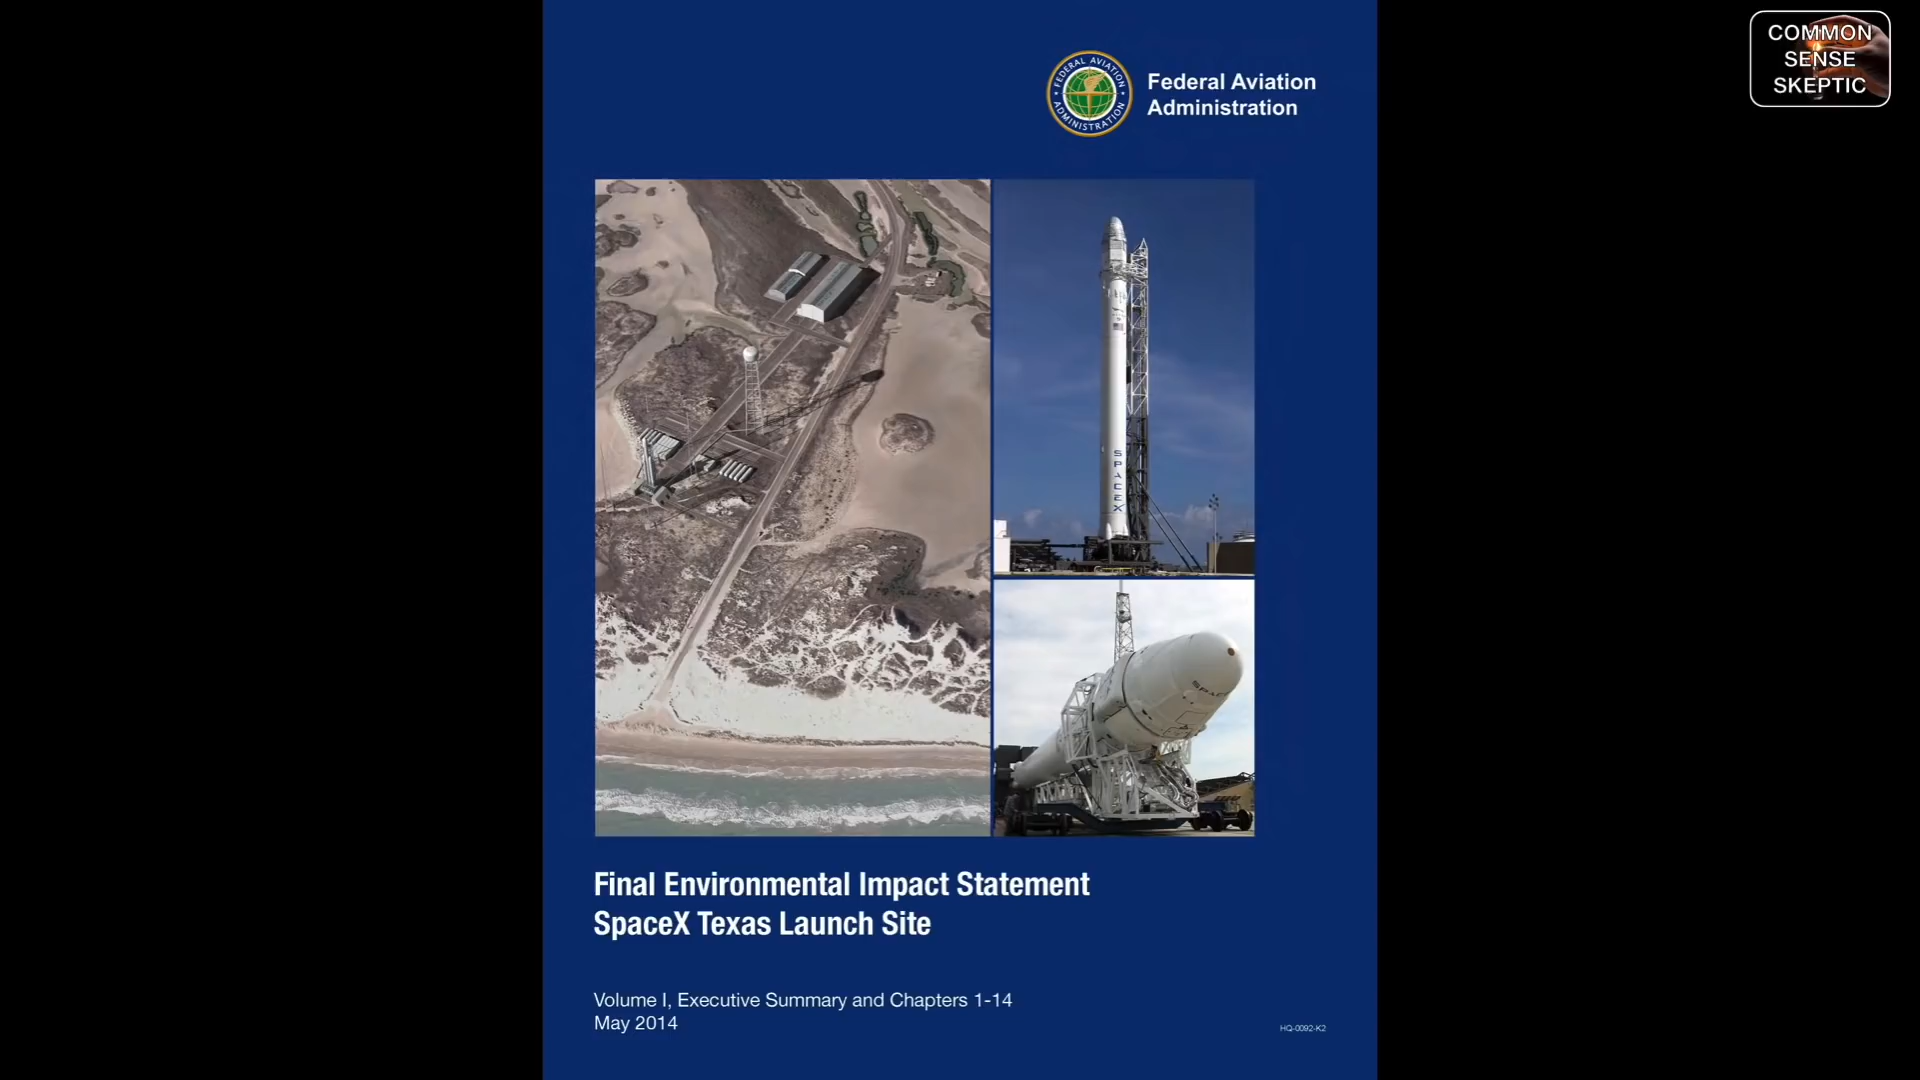 COMMON
SENSE
SKEPTIC
FEDERAL AVIATION
ADMINISTRATION
Federal Aviation
Administration
SPACEX
Final Environmental Impact Statement
SpaceX Texas Launch Site
Volume I, Executive Summary and Chapters 1-14
May 2014
HQ-0092-K2